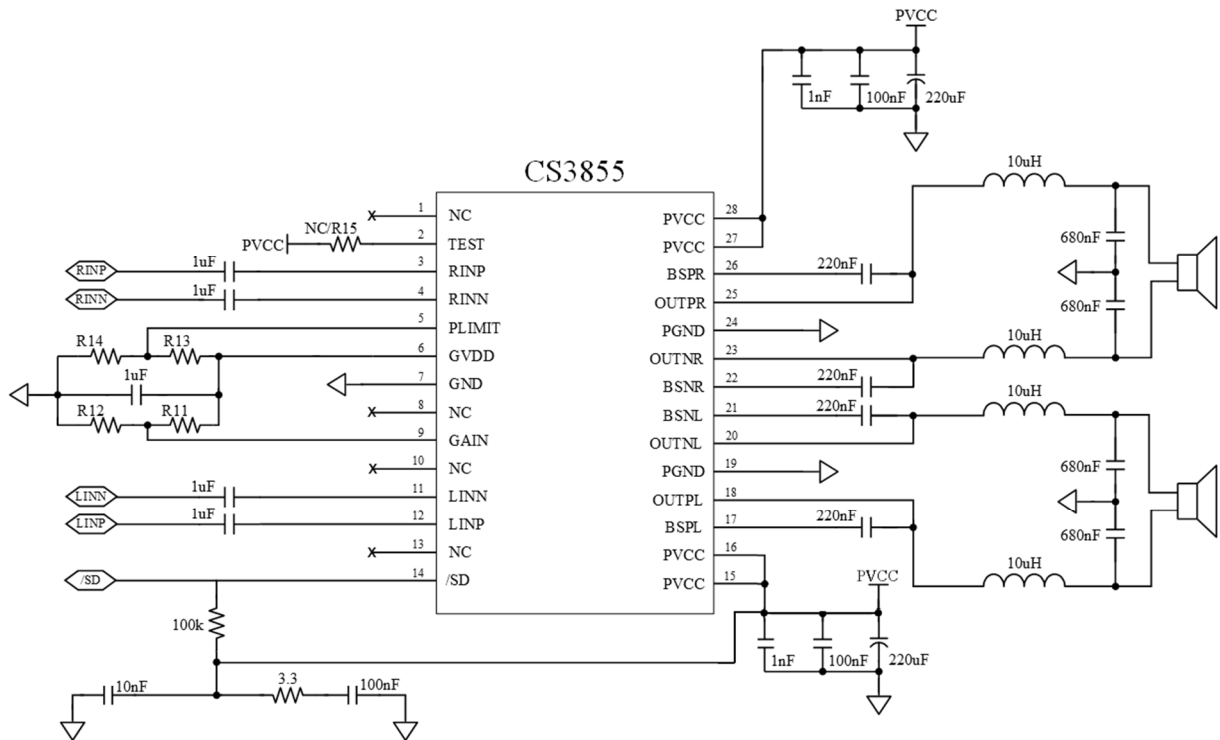 PVCC
1nF 100nF 220uF
CS3855
10uH
1 NC PVCC 28
NC/R15
PVCC 2 TEST PVCC 27
680nF
RINP 1uF 3 RINP BSPR 26 220nF
RINN 1uF 4 RINN OUTPR 25
680nF
5 PLIMIT PGND 24
R14 R13 10uH
6 GVDD OUTNR 23
1uF 7 GND BSNR 22 220nF
R12 R11 8 NC BSNL 21 220nF 10uH
9 GAIN OUTNL 20
10 NC PGND 19 680nF
LINN 1uF 11 LINN OUTPL 18
LINP 1uF 12 LINP BSPL 17 220nF 680nF
13 NC PVCC 16
10uH
/SD 14 /SD PVCC 15 PVCC
100k
1nF 100nF 220uF
10nF 3.3 100nF